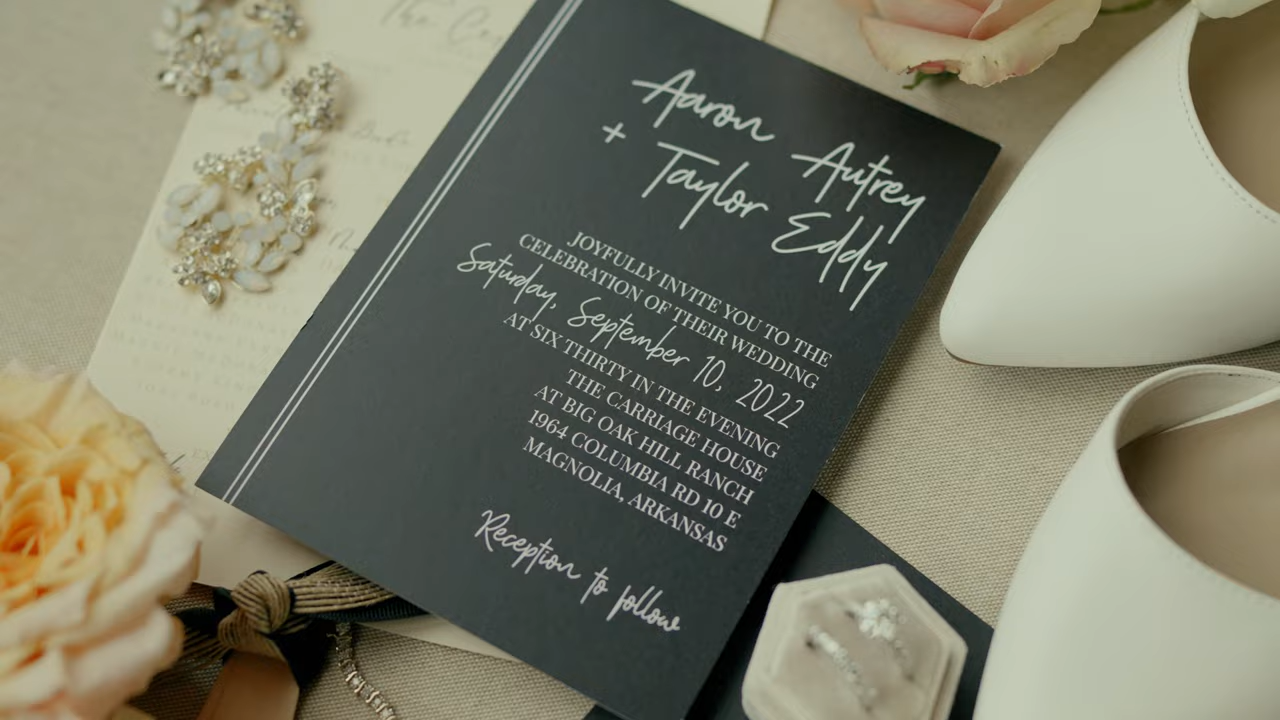 The
Aaron Autrey
+ Taylor Eddy
JOYFULLY INVITE YOU TO THE
CELEBRATION OF THEIR WEDDING
Saturday, September 10, 2022
AT SIX THIRTY IN THE EVENING
THE CARRIAGE HOUSE
AT BIG OAK HILL RANCH
1964 COLUMBIA RD 10 E
MAGNOLIA, ARKANSAS
Reception to follow